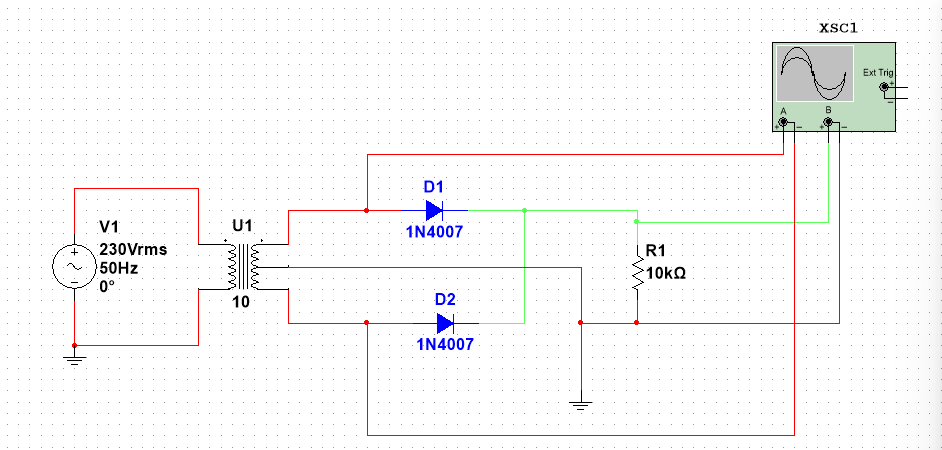 XSC1
Ext Trig
+
−
A
B
+ −
+ −
D1
1N4007
V1
230Vrms
50Hz
0°
+
−
U1
10
R1
10kΩ
D2
1N4007